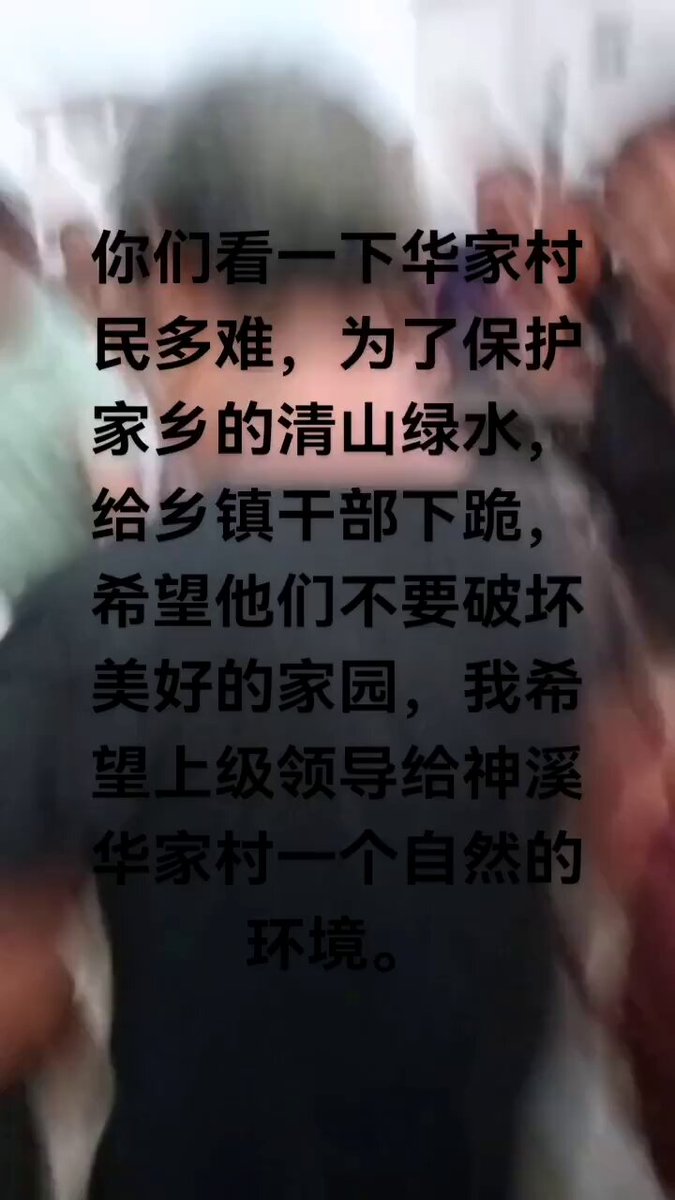 你们看一下华家村
民多难，为了保护
家乡的清山绿水，
给乡镇干部下跪，
希望他们不要破坏
美好的家园，我希
望上级领导给神溪
华家村一个自然的
环境。